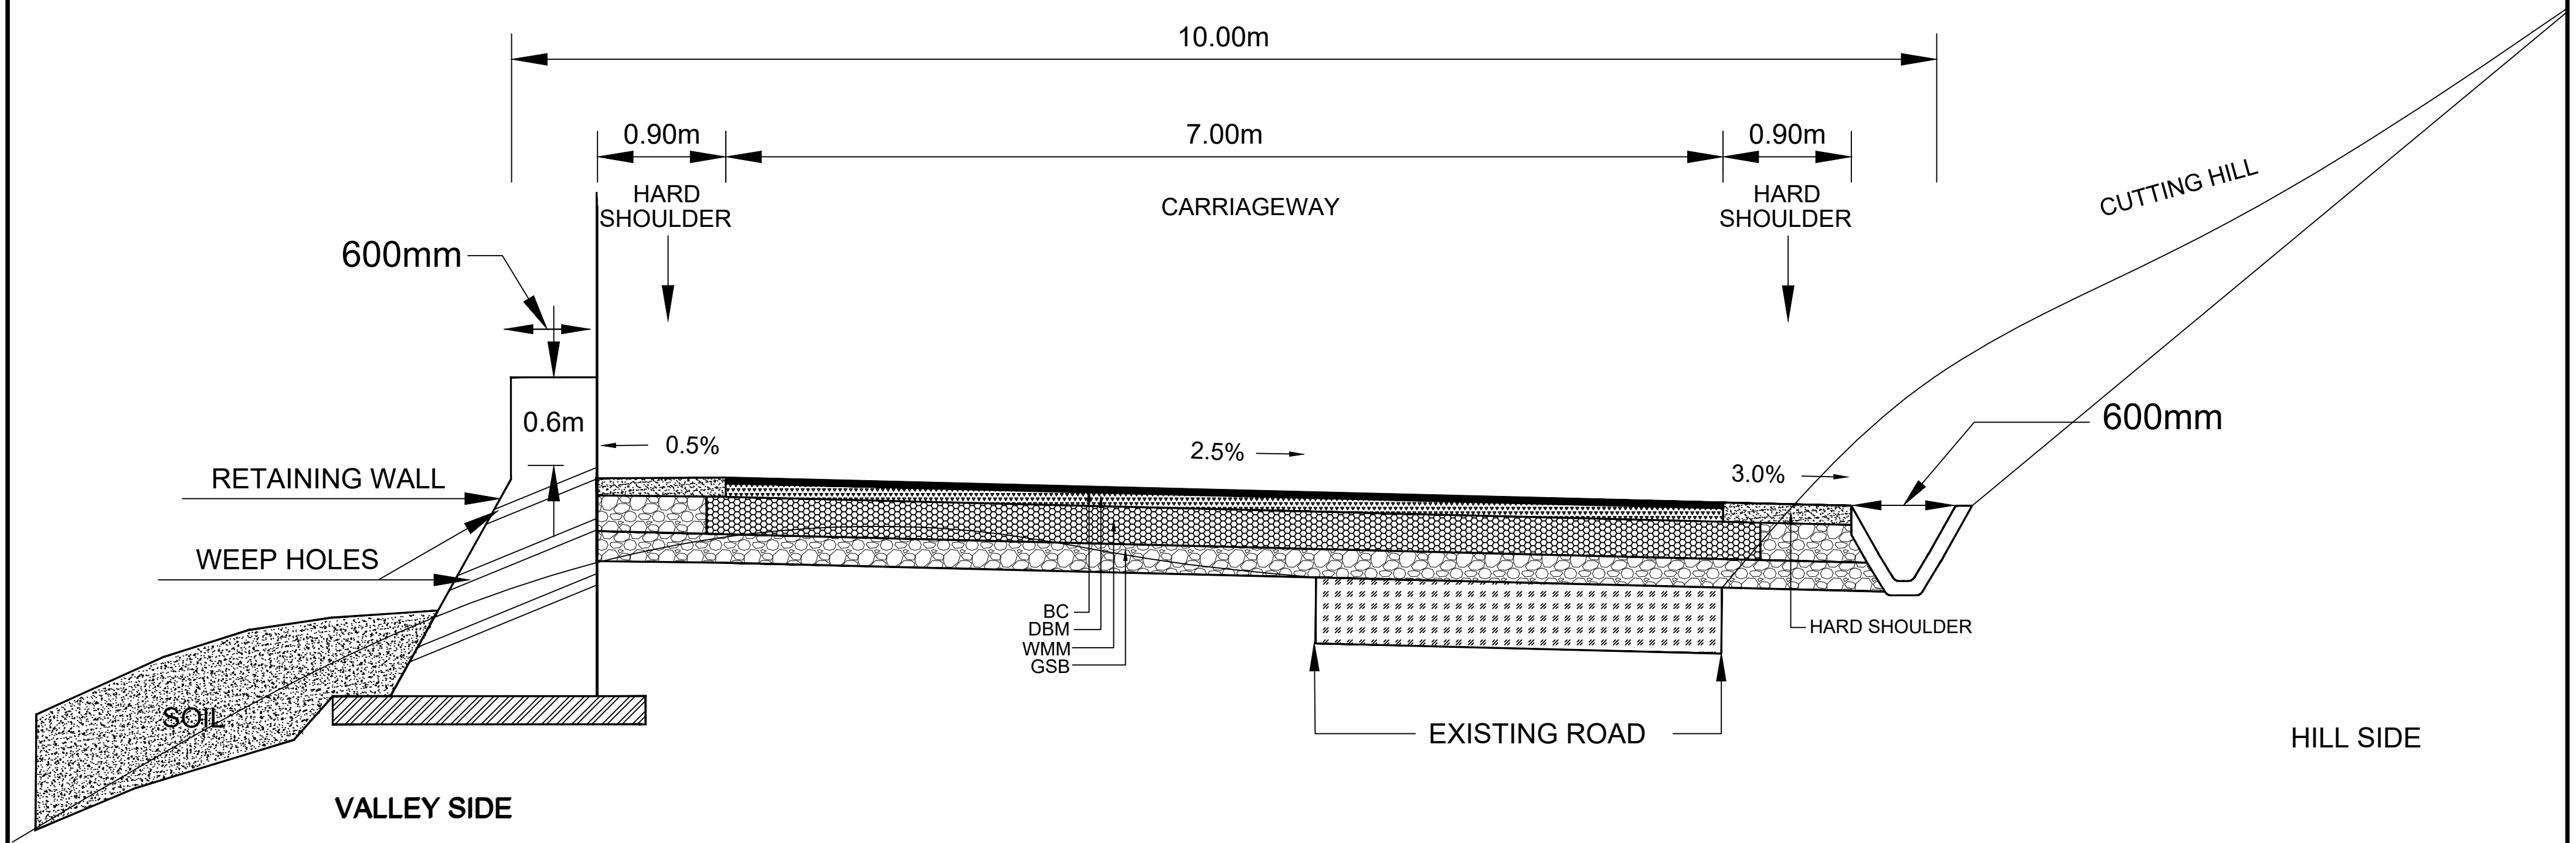 10.00m
0.90m
7.00m
0.90m
HARD
SHOULDER
CARRIAGEWAY
HARD
SHOULDER
CUTTING HILL
600mm
0.6m
600mm
0.5%
2.5%
3.0%
RETAINING WALL
WEEP HOLES
BC
DBM
WMM
GSB
HARD SHOULDER
SOIL
EXISTING ROAD
HILL SIDE
VALLEY SIDE